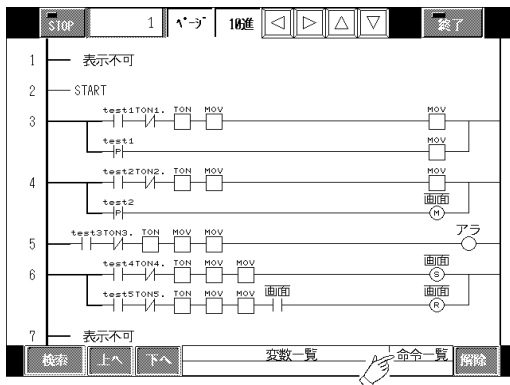 STOP 1 ページ 10進 終了
1 表示不可
2 START
test1TON1. TON MOV MOV
3
test1 MOV
P
test2TON2. TON MOV MOV
4
test2 画面
P M
test3TON3. TON MOV MOV アラ
5
test4TON4. TON MOV MOV 画面
6 S
test5TON5. TON MOV MOV 画面 画面
R
7 表示不可
検索 上へ 下へ 変数一覧 命令一覧 解除